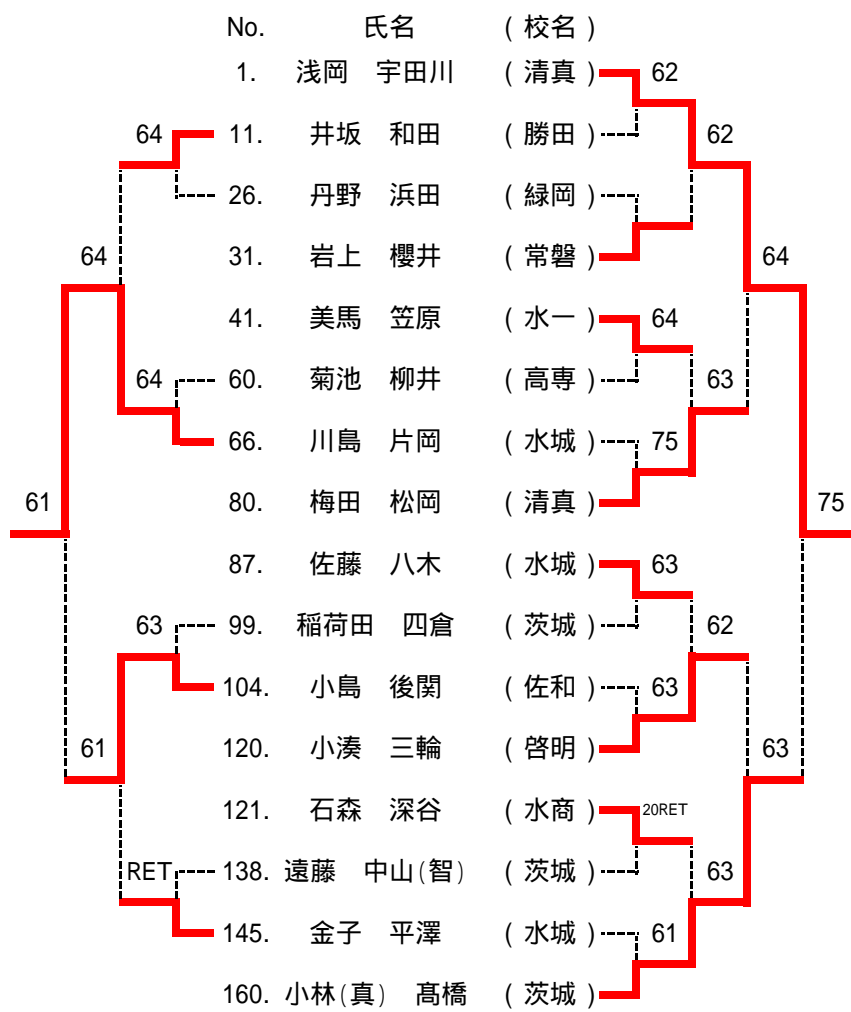 No. 氏名 (校名)
1. 浅岡 宇田川 (清真) 62
64 11. 井坂 和田 (勝田) 62
26. 丹野 浜田 (緑岡)
64 31. 岩上 櫻井 (常磐) 64
41. 美馬 笠原 (水一) 64
64 60. 菊池 柳井 (高専) 63
66. 川島 片岡 (水城) 75
61 80. 梅田 松岡 (清真) 75
87. 佐藤 八木 (水城) 63
63 99. 稲荷田 四倉 (茨城) 62
104. 小島 後関 (佐和) 63
61 120. 小湊 三輪 (啓明) 63
121. 石森 深谷 (水商) 20RET
RET 138. 遠藤 中山(智) (茨城) 63
145. 金子 平澤 (水城) 61
160. 小林(真) 髙橋 (茨城)